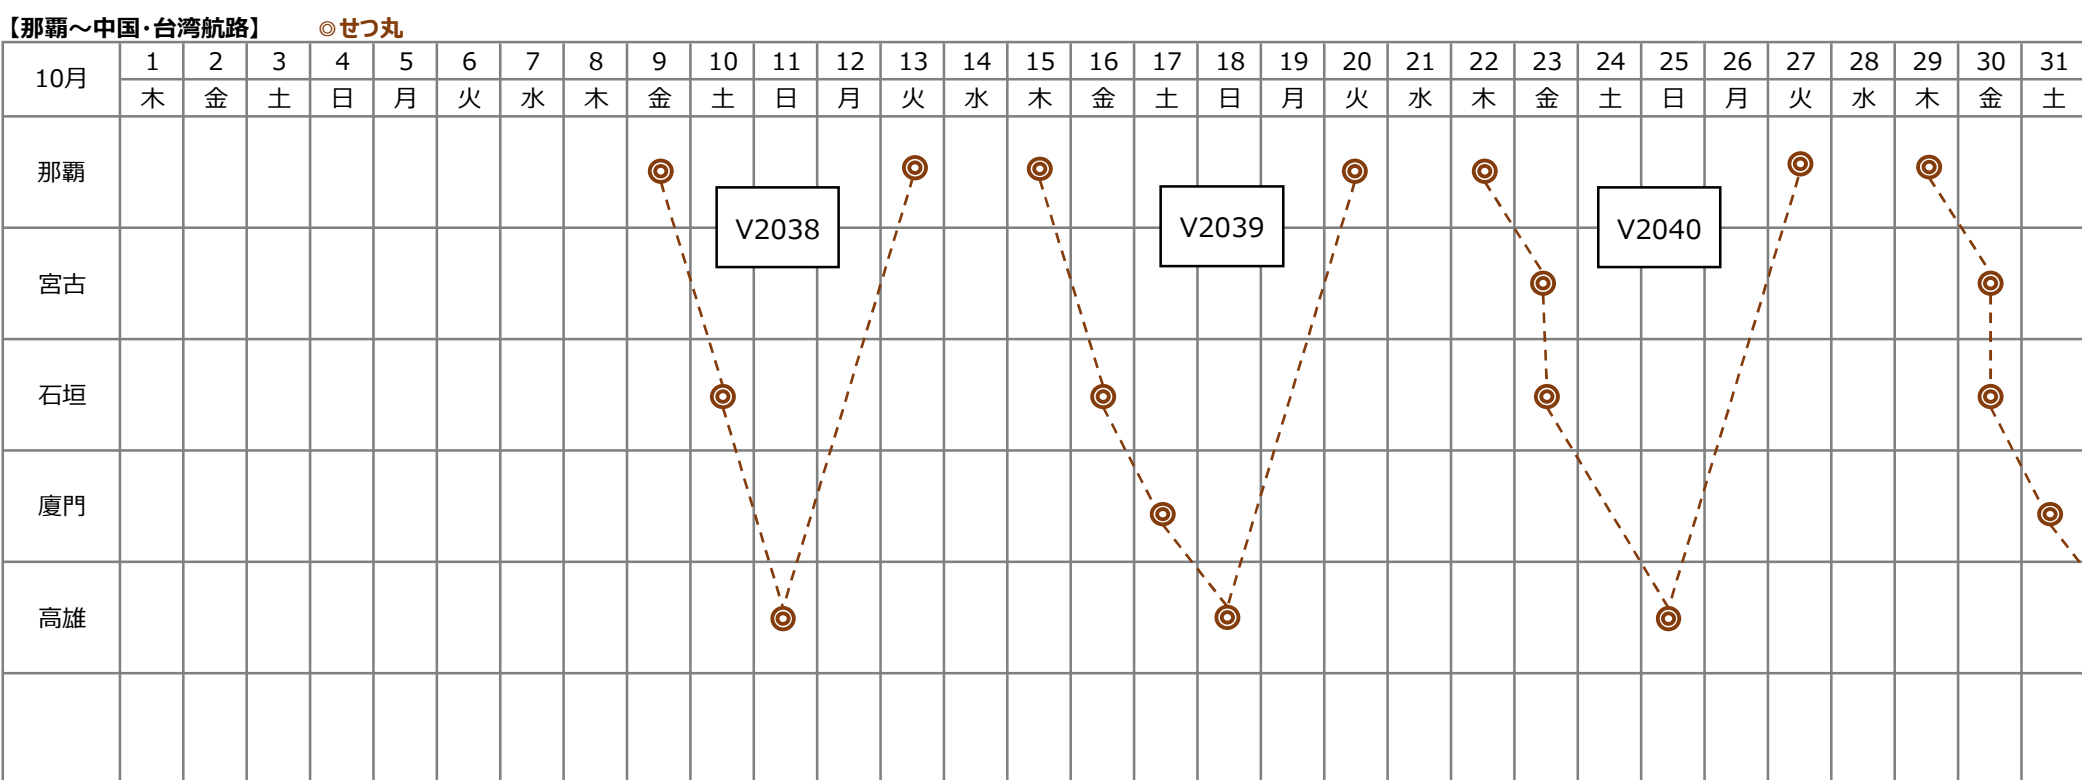 【那覇～中国・台湾航路】 ◎せつ丸
10月 1 2 3 4 5 6 7 8 9 10 11 12 13 14 15 16 17 18 19 20 21 22 23 24 25 26 27 28 29 30 31
木 金 土 日 月 火 水 木 金 土 日 月 火 水 木 金 土 日 月 火 水 木 金 土 日 月 火 水 木 金 土
那覇
V2038 V2039 V2040
宮古
石垣
廈門
高雄